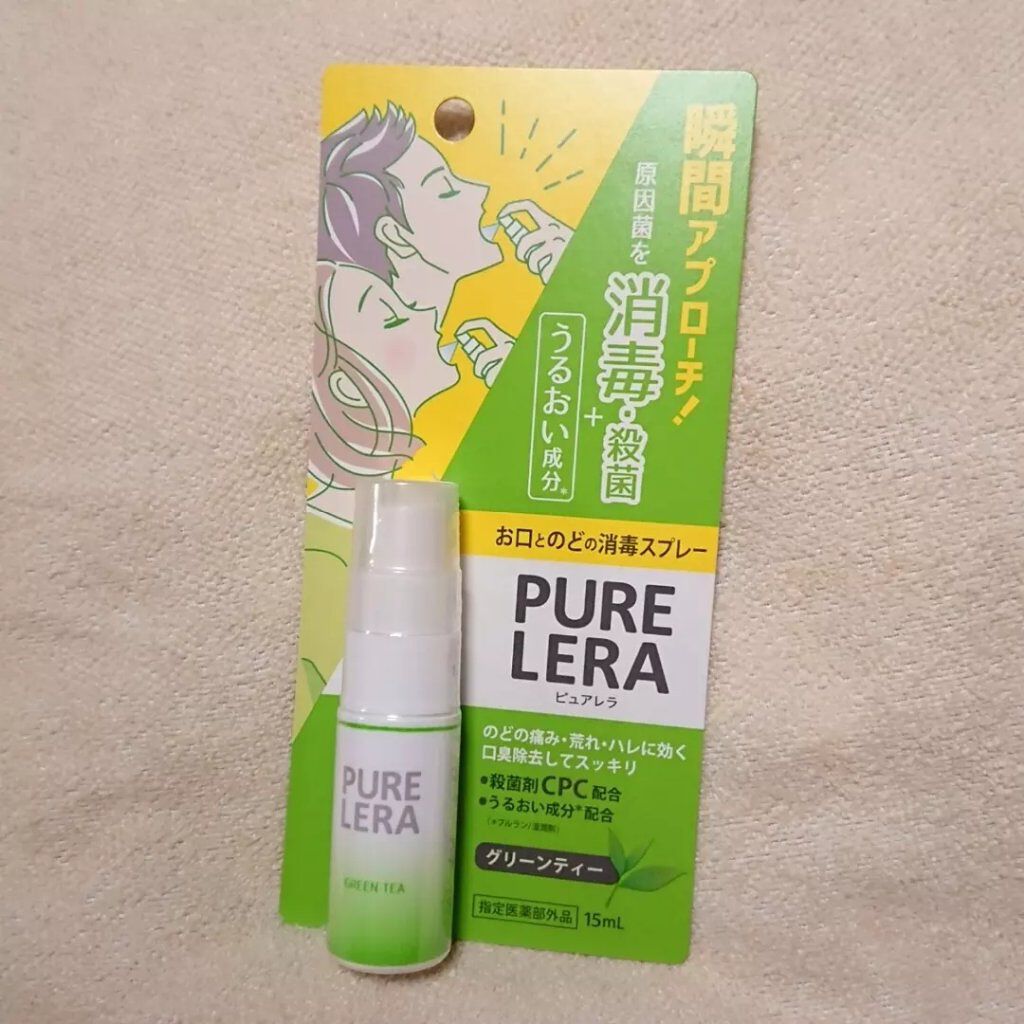 瞬間アプローチ！
原因菌を
消毒・殺菌
+
うるおい成分*
お口とのどの消毒スプレー
PURE
LERA
ピュアレラ
のどの痛み・荒れ・ハレに効く
口臭除去してスッキリ
•殺菌剤CPC配合
•うるおい成分*配合
(*プルラン/湿潤剤)
グリーンティー
指定医薬部外品 15mL
PURE
LERA
GREEN TEA